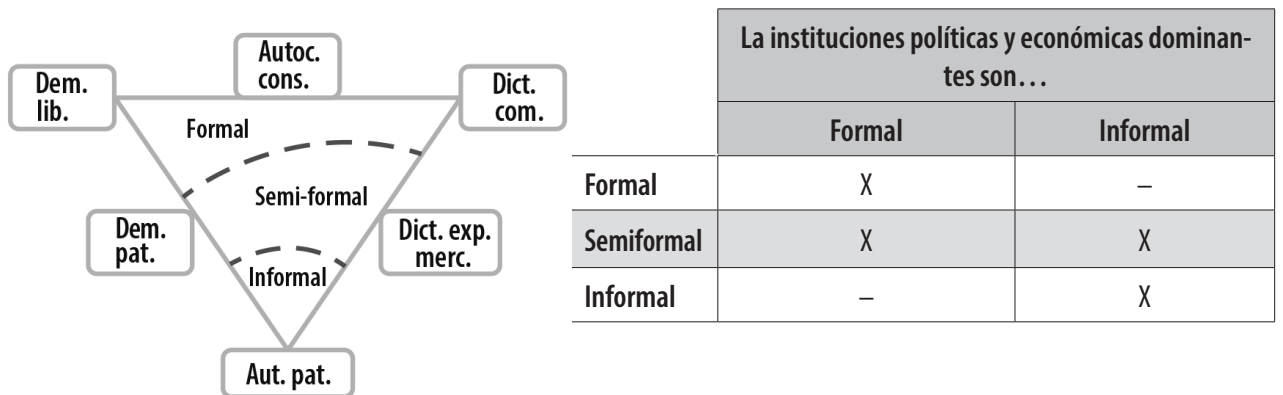 Autoc.
cons.
Dem.
lib.
Dict.
com.
Formal
Semi-formal
Dem.
pat.
Dict. exp.
merc.
Informal
Aut. pat.
La instituciones políticas y económicas dominan-
tes son…
Formal Informal
Formal X –
Semiformal X X
Informal – X